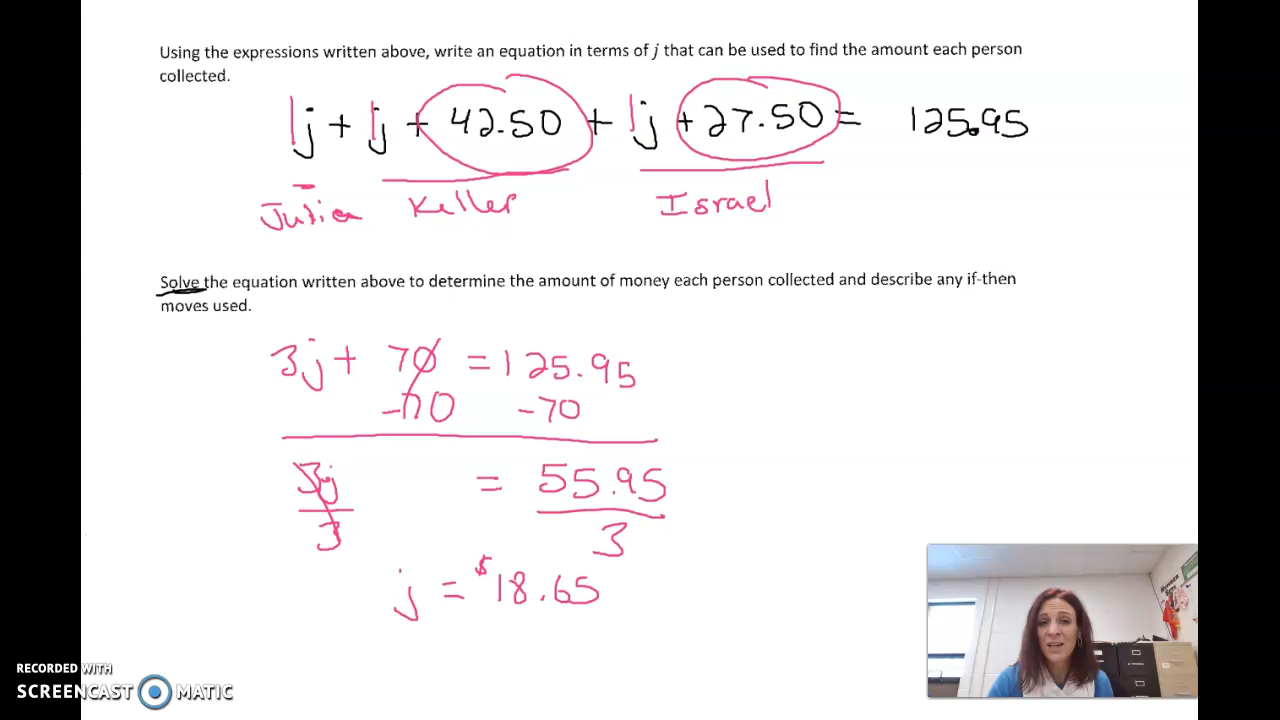 Using the expressions written above, write an equation in terms of j that can be used to find the amount each person
collected.
1j + 1j + 42.50 + 1j + 27.50 = 125.95
Julia Keller Israel
Solve the equation written above to determine the amount of money each person collected and describe any if-then
moves used.
3j + 70 = 125.95
-70 -70
3j = 55.95
3 3
j = $18.65
RECORDED WITH
SCREENCAST MATIC